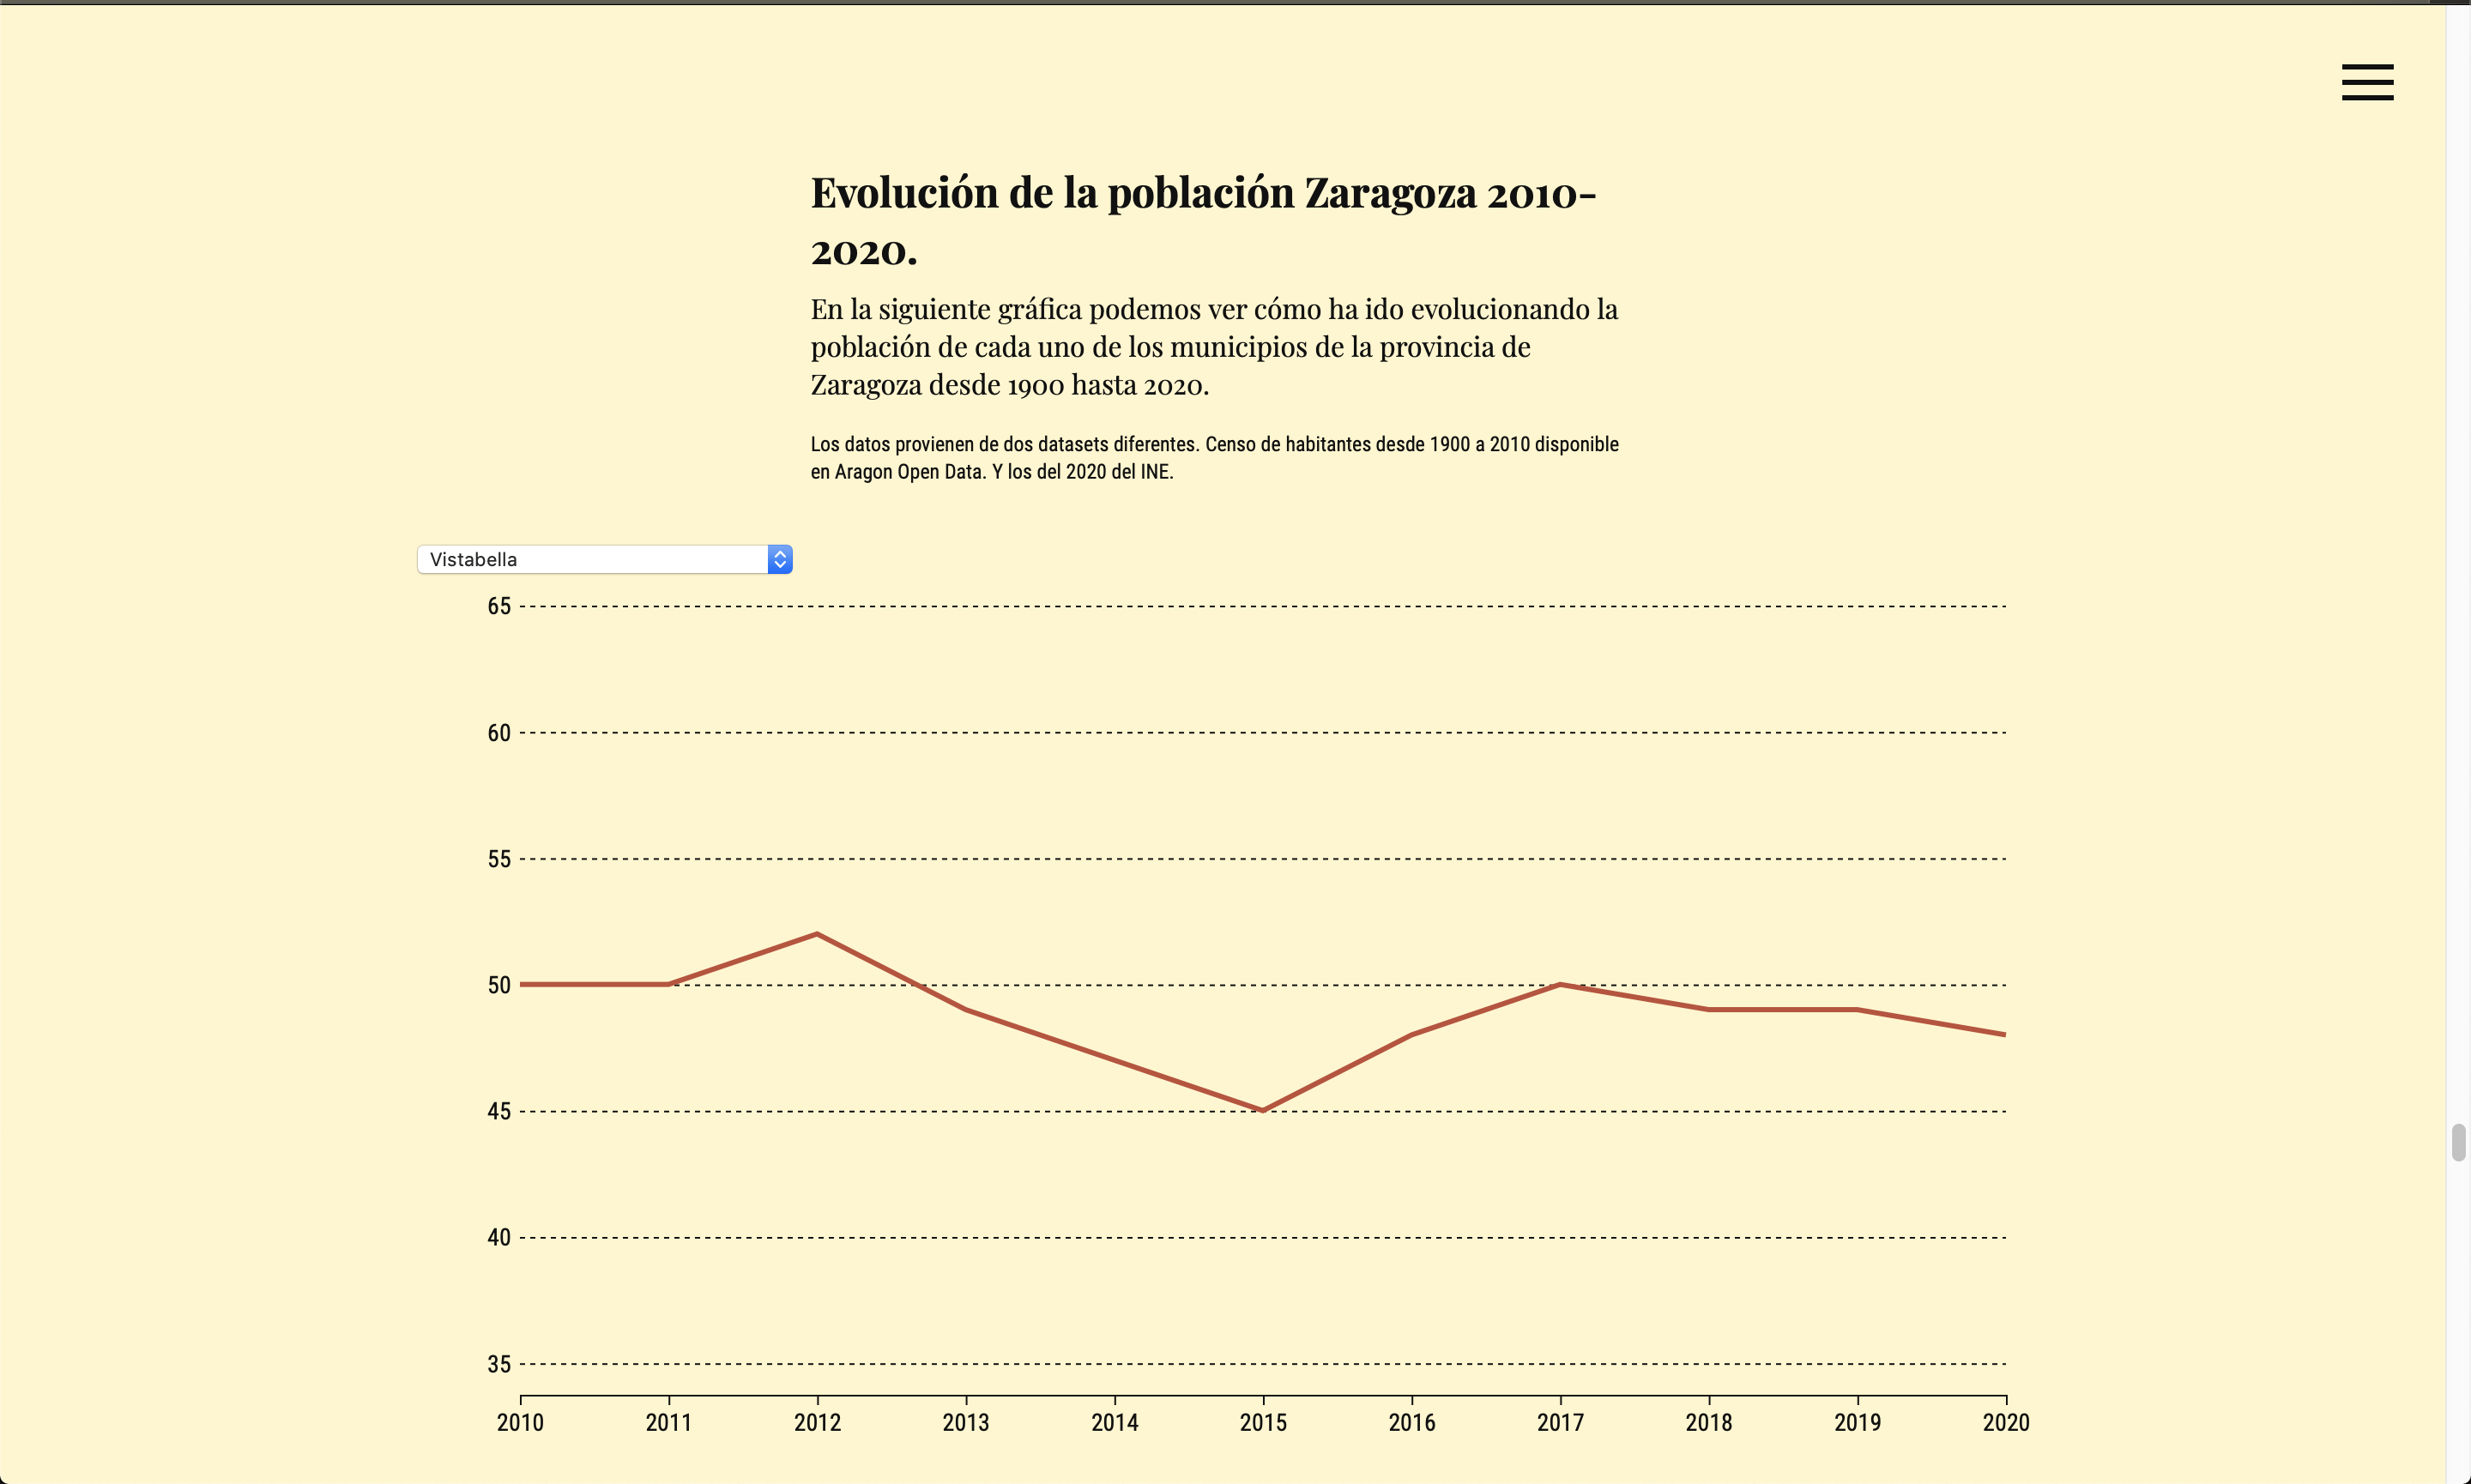 Evolución de la población Zaragoza 2010-
2020.
En la siguiente gráfica podemos ver cómo ha ido evolucionando la
población de cada uno de los municipios de la provincia de
Zaragoza desde 1900 hasta 2020.
Los datos provienen de dos datasets diferentes. Censo de habitantes desde 1900 a 2010 disponible
en Aragon Open Data. Y los del 2020 del INE.
Vistabella
65
60
55
50
45
40
35
2010 2011 2012 2013 2014 2015 2016 2017 2018 2019 2020